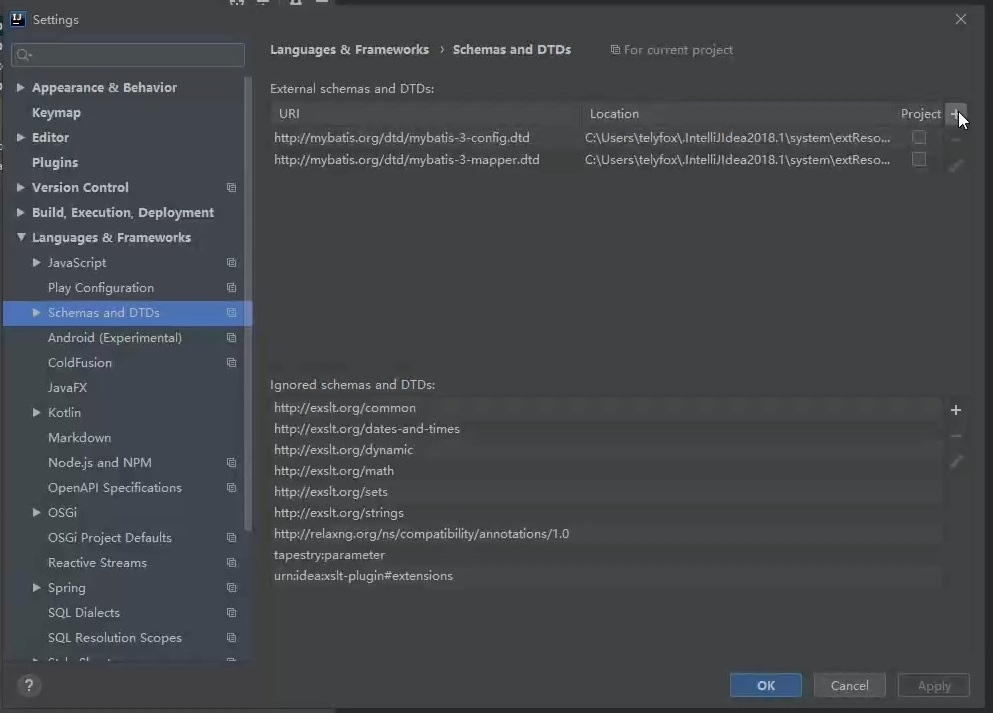 Settings
Languages & Frameworks › Schemas and DTDs For current project
External schemas and DTDs:
URI Location Project
http://mybatis.org/dtd/mybatis-3-config.dtd C:\Users\telyfox\.IntelliJIdea2018.1\system\extReso...
http://mybatis.org/dtd/mybatis-3-mapper.dtd C:\Users\telyfox\.IntelliJIdea2018.1\system\extReso...
Appearance & Behavior
Keymap
Editor
Plugins
Version Control
Build, Execution, Deployment
Languages & Frameworks
JavaScript
Play Configuration
Schemas and DTDs
Android (Experimental)
ColdFusion
JavaFX
Kotlin
Markdown
Node.js and NPM
OpenAPI Specifications
OSGi
OSGi Project Defaults
Reactive Streams
Spring
SQL Dialects
SQL Resolution Scopes
Ignored schemas and DTDs:
http://exslt.org/common
http://exslt.org/dates-and-times
http://exslt.org/dynamic
http://exslt.org/math
http://exslt.org/sets
http://exslt.org/strings
http://relaxng.org/ns/compatibility/annotations/1.0
tapestry:parameter
urn:idea:xslt-plugin#extensions
?
OK Cancel Apply